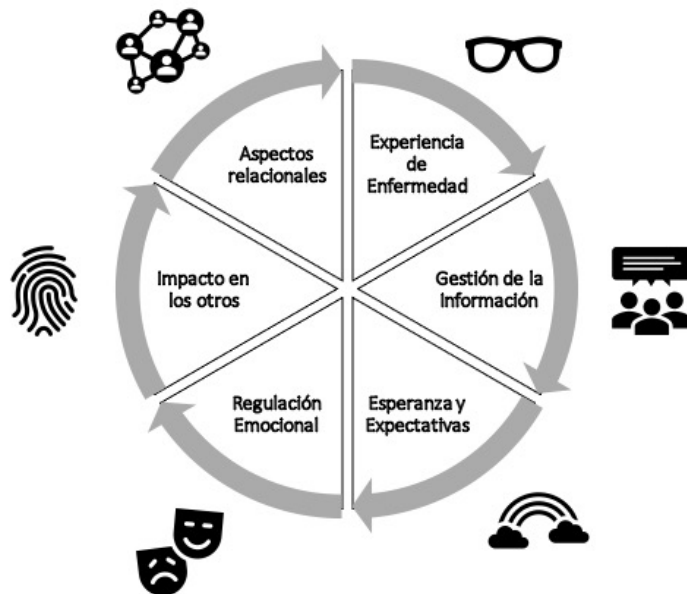 Aspectos
relacionales
Experiencia
de
Enfermedad
Gestión de la
Información
Esperanza y
Expectativas
Regulación
Emocional
Impacto en
los otros